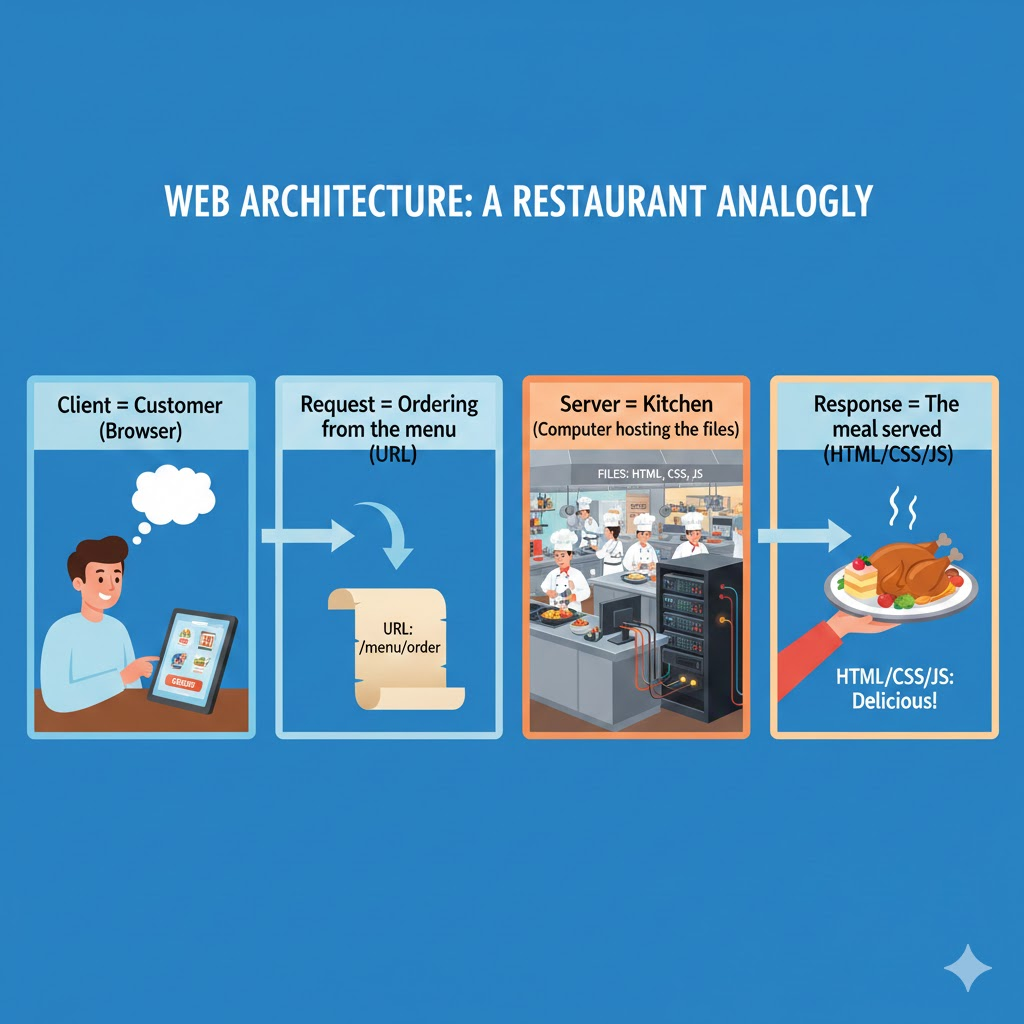 WEB ARCHITECTURE: A RESTAURANT ANALOGLY
Client = Customer
(Browser)
Request = Ordering
from the menu
(URL)
URL:
/menu/order
Server = Kitchen
(Computer hosting the files)
FILES: HTML, CSS, JS
Response = The
meal served
(HTML/CSS/JS)
HTML/CSS/JS:
Delicious!